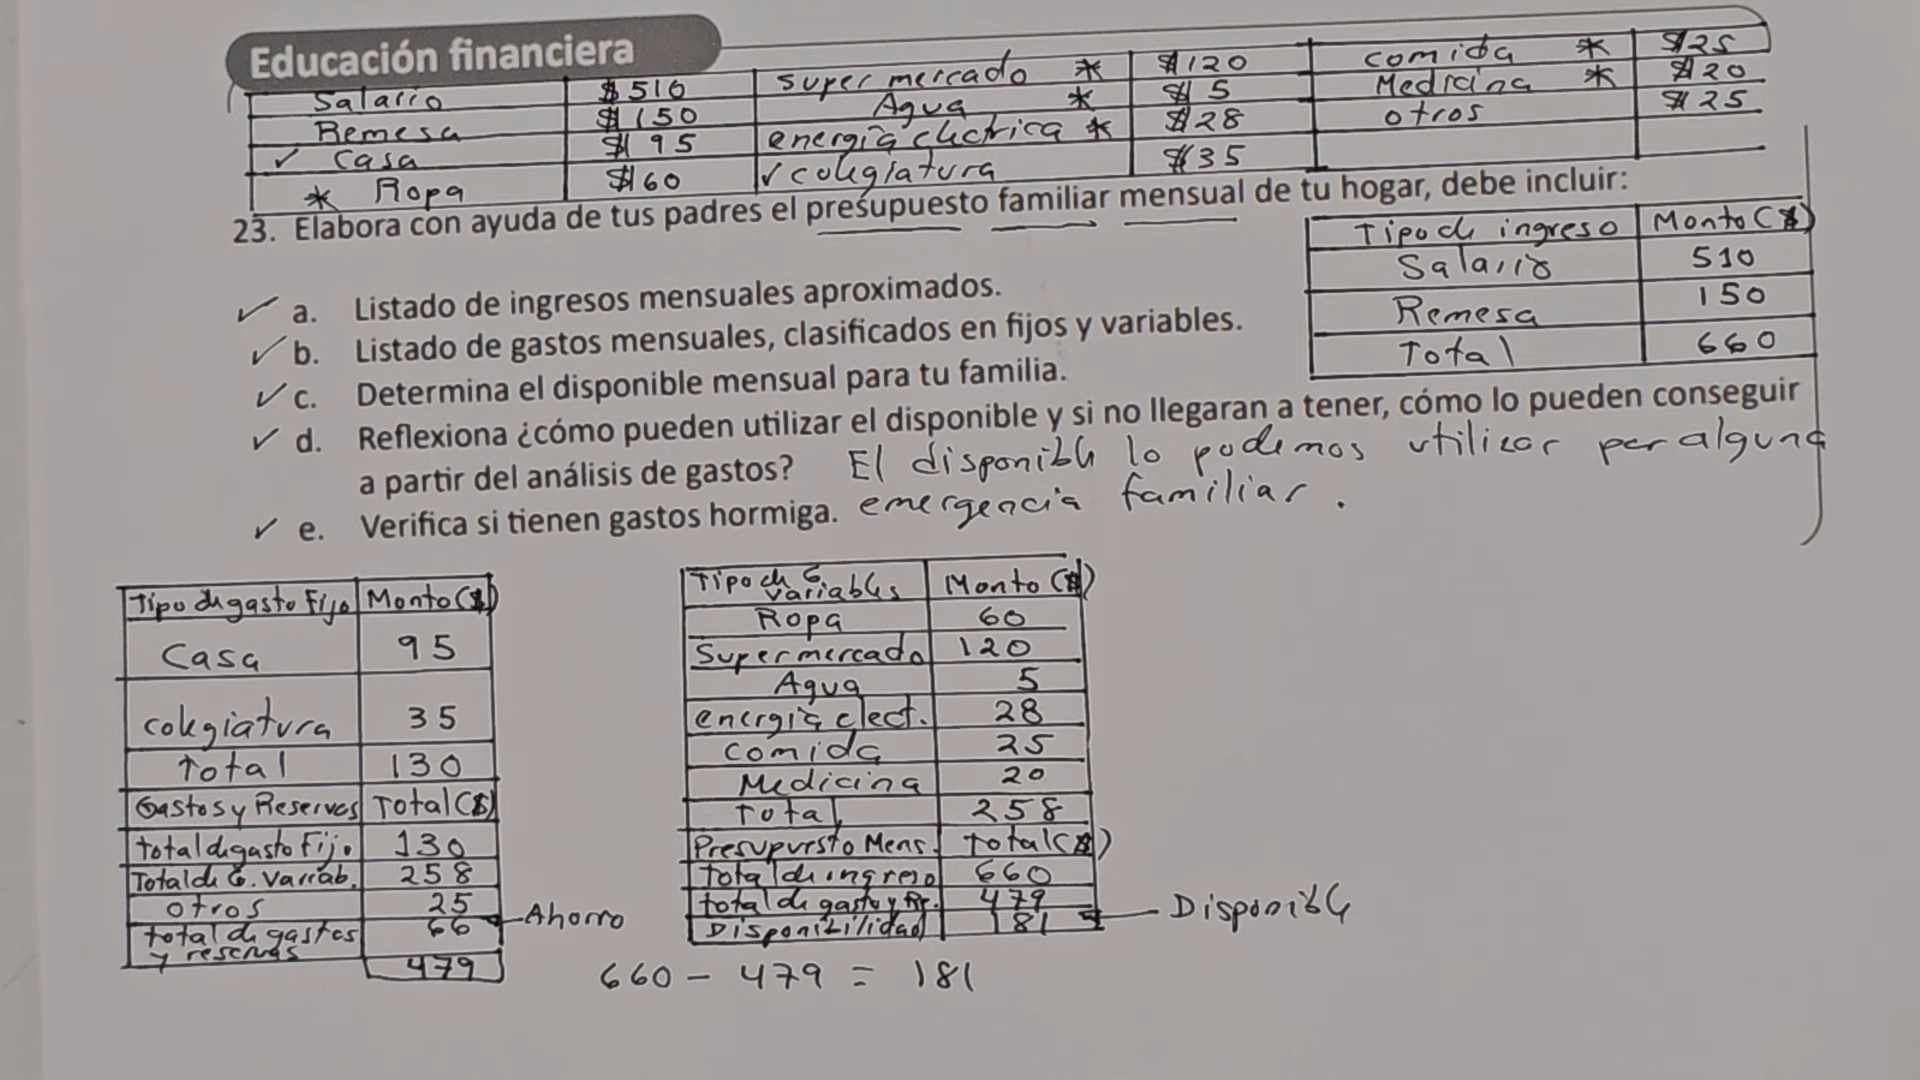 Educación financiera
Salario $510 super mercado * $120 comida * $25
Remesa $150 Agua * $5 Medicina * $20
✓ Casa $95 energía electrica * $28 otros $25
* Ropa $60 ✓ colegiatura $35
23. Elabora con ayuda de tus padres el presupuesto familiar mensual de tu hogar, debe incluir:
Tipo de ingreso Monto ($)
Salario 510
Remesa 150
Total 660
✓ a. Listado de ingresos mensuales aproximados.
✓ b. Listado de gastos mensuales, clasificados en fijos y variables.
✓ c. Determina el disponible mensual para tu familia.
✓ d. Reflexiona ¿cómo pueden utilizar el disponible y si no llegaran a tener, cómo lo pueden conseguir
a partir del análisis de gastos? El disponible lo podemos utilizar par alguna
✓ e. Verifica si tienen gastos hormiga. emergencia familiar.
Tipo de gasto Fijo Monto ($)
Casa 95
colegiatura 35
Total 130
Gastos y Reservas Total ($)
total de gasto Fijo 130
Total de G. Variab. 258
otros 25
66 Ahorro
total de gastos
y reservas 479
Tipo de G. variables Monto ($)
Ropa 60
Supermercado 120
Agua 5
energía elect. 28
Comida 25
Medicina 20
Total 258
Presupuesto Mens. total ($)
total de ingreso 660
total de gasto y Re. 479
Disponibilidad 181 Disponible
660 - 479 = 181